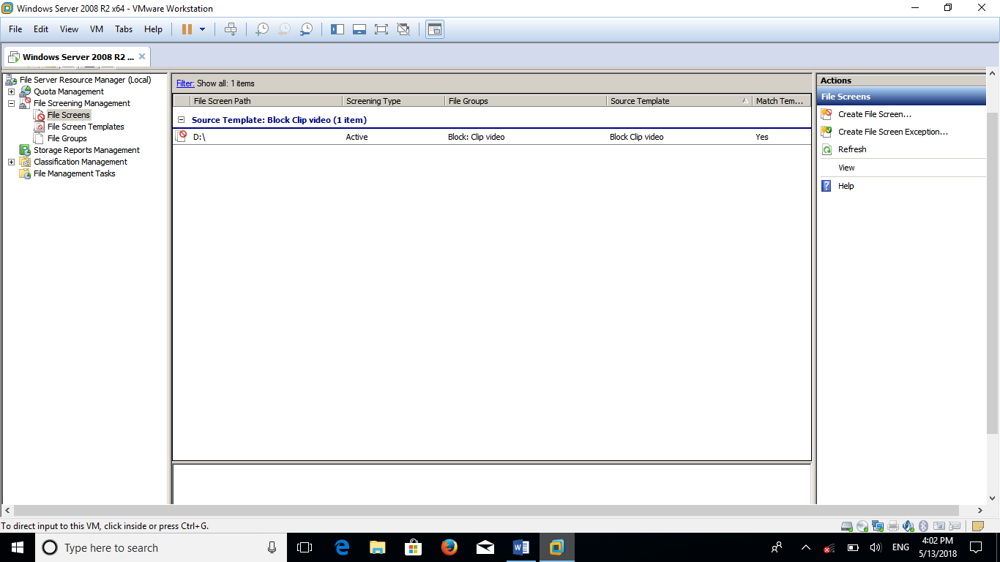 Windows Server 2008 R2 x64 - VMware Workstation
File Edit View VM Tabs Help
Windows Server 2008 R2 ...
File Server Resource Manager (Local)
Quota Management
File Screening Management
File Screens
File Screen Templates
File Groups
Storage Reports Management
Classification Management
File Management Tasks
Filter: Show all: 1 items
File Screen Path Screening Type File Groups Source Template Match Tem...
Source Template: Block Clip video (1 item)
D:\ Active Block: Clip video Block Clip video Yes
Actions
File Screens
Create File Screen...
Create File Screen Exception...
Refresh
View
Help
To direct input to this VM, click inside or press Ctrl+G.
Type here to search
ENG
4:02 PM
5/13/2018